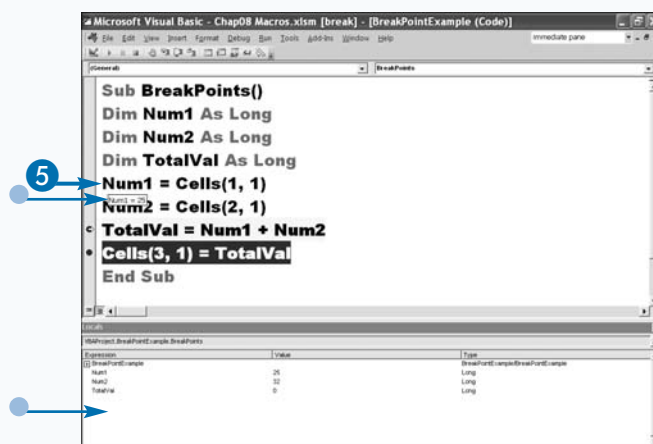 Microsoft Visual Basic - Chap08 Macros.xlsm [break] - [BreakPointExample (Code)]
File Edit View Insert Format Debug Run Tools Add-Ins Window Help
immediate pane
(General)
BreakPoints
Sub BreakPoints()
Dim Num1 As Long
Dim Num2 As Long
Dim TotalVal As Long
5
Num1 = Cells(1, 1)
Num1 = 25
Num2 = Cells(2, 1)
TotalVal = Num1 + Num2
Cells(3, 1) = TotalVal
End Sub
Locals
VBAProject.BreakPointExample.BreakPoints
Expression Value Type
BreakPointExample BreakPointExample/BreakPointExample
Num1 25 Long
Num2 32 Long
TotalVal 0 Long